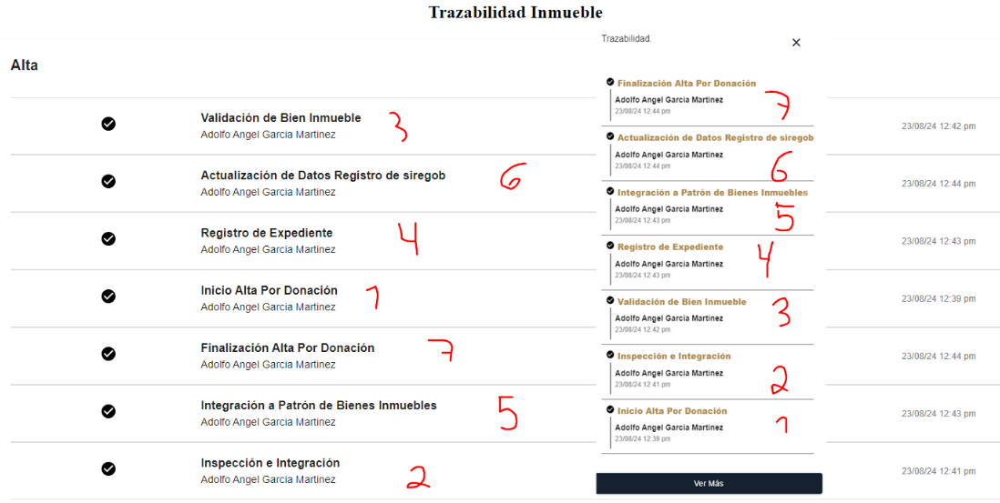 Trazabilidad Inmueble
Alta
Validación de Bien Inmueble
Adolfo Angel Garcia Martinez
3
23/08/24 12:42 pm
Actualización de Datos Registro de siregob
Adolfo Angel Garcia Martinez
6
23/08/24 12:44 pm
Registro de Expediente
Adolfo Angel Garcia Martinez
4
23/08/24 12:43 pm
Inicio Alta Por Donación
Adolfo Angel Garcia Martinez
1
23/08/24 12:39 pm
Finalización Alta Por Donación
Adolfo Angel Garcia Martinez
7
23/08/24 12:44 pm
Integración a Patrón de Bienes Inmuebles
Adolfo Angel Garcia Martinez
5
23/08/24 12:43 pm
Inspección e Integración
Adolfo Angel Garcia Martinez
2
23/08/24 12:41 pm
Trazabilidad.
Finalización Alta Por Donación
Adolfo Angel Garcia Martinez
23/08/24 12:44 pm
7
Actualización de Datos Registro de siregob
Adolfo Angel Garcia Martinez
23/08/24 12:44 pm
6
Integración a Patrón de Bienes Inmuebles
Adolfo Angel Garcia Martinez
23/08/24 12:43 pm
5
Registro de Expediente
Adolfo Angel Garcia Martinez
23/08/24 12:43 pm
4
Validación de Bien Inmueble
Adolfo Angel Garcia Martinez
23/08/24 12:42 pm
3
Inspección e Integración
Adolfo Angel Garcia Martinez
23/08/24 12:41 pm
2
Inicio Alta Por Donación
Adolfo Angel Garcia Martinez
23/08/24 12:39 pm
1
Ver Más